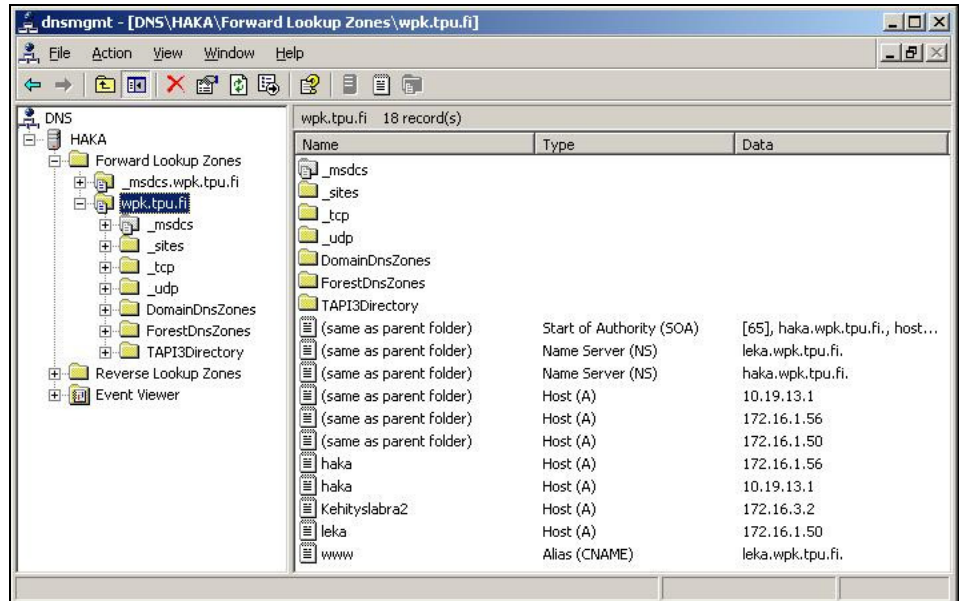 dnsmgmt - [DNS\HAKA\Forward Lookup Zones\wpk.tpu.fi]
File Action View Window Help
DNS
HAKA
Forward Lookup Zones
_msdcs.wpk.tpu.fi
wpk.tpu.fi
_msdcs
_sites
_tcp
_udp
DomainDnsZones
ForestDnsZones
TAPI3Directory
Reverse Lookup Zones
Event Viewer
wpk.tpu.fi 18 record(s)
Name Type Data
_msdcs
_sites
_tcp
_udp
DomainDnsZones
ForestDnsZones
TAPI3Directory
(same as parent folder) Start of Authority (SOA) [65], haka.wpk.tpu.fi., host...
(same as parent folder) Name Server (NS) leka.wpk.tpu.fi.
(same as parent folder) Name Server (NS) haka.wpk.tpu.fi.
(same as parent folder) Host (A) 10.19.13.1
(same as parent folder) Host (A) 172.16.1.56
(same as parent folder) Host (A) 172.16.1.50
haka Host (A) 172.16.1.56
haka Host (A) 10.19.13.1
Kehityslabra2 Host (A) 172.16.3.2
leka Host (A) 172.16.1.50
www Alias (CNAME) leka.wpk.tpu.fi.